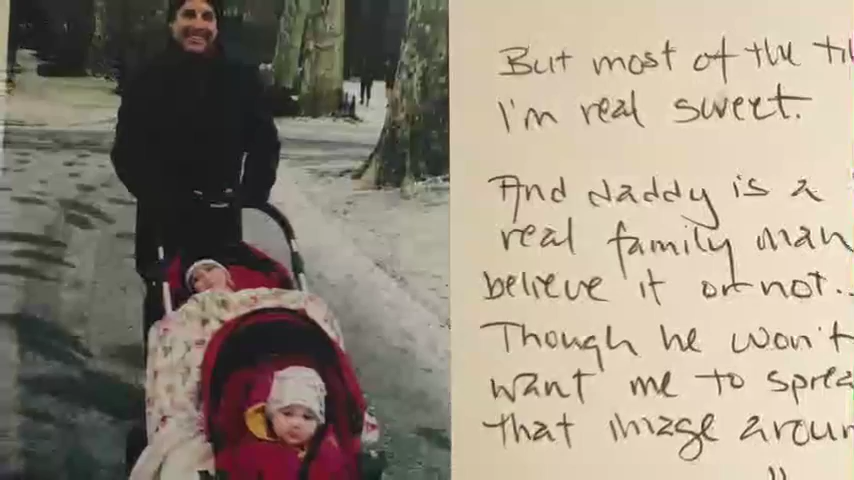 But most of the
I'm real sweet.
And daddy is a
real family man
believe it or not..
Though he won't
want me to
that image